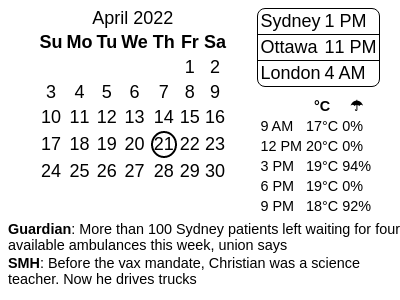 April 2022
Su Mo Tu We Th Fr Sa
1 2
3 4 5 6 7 8 9
10 11 12 13 14 15 16
17 18 19 20 21 22 23
24 25 26 27 28 29 30
Sydney 1 PM
Ottawa 11 PM
London 4 AM
°C ☂
9 AM 17°C 0%
12 PM 20°C 0%
3 PM 19°C 94%
6 PM 19°C 0%
9 PM 18°C 92%
Guardian: More than 100 Sydney patients left waiting for four
available ambulances this week, union says
SMH: Before the vax mandate, Christian was a science
teacher. Now he drives trucks